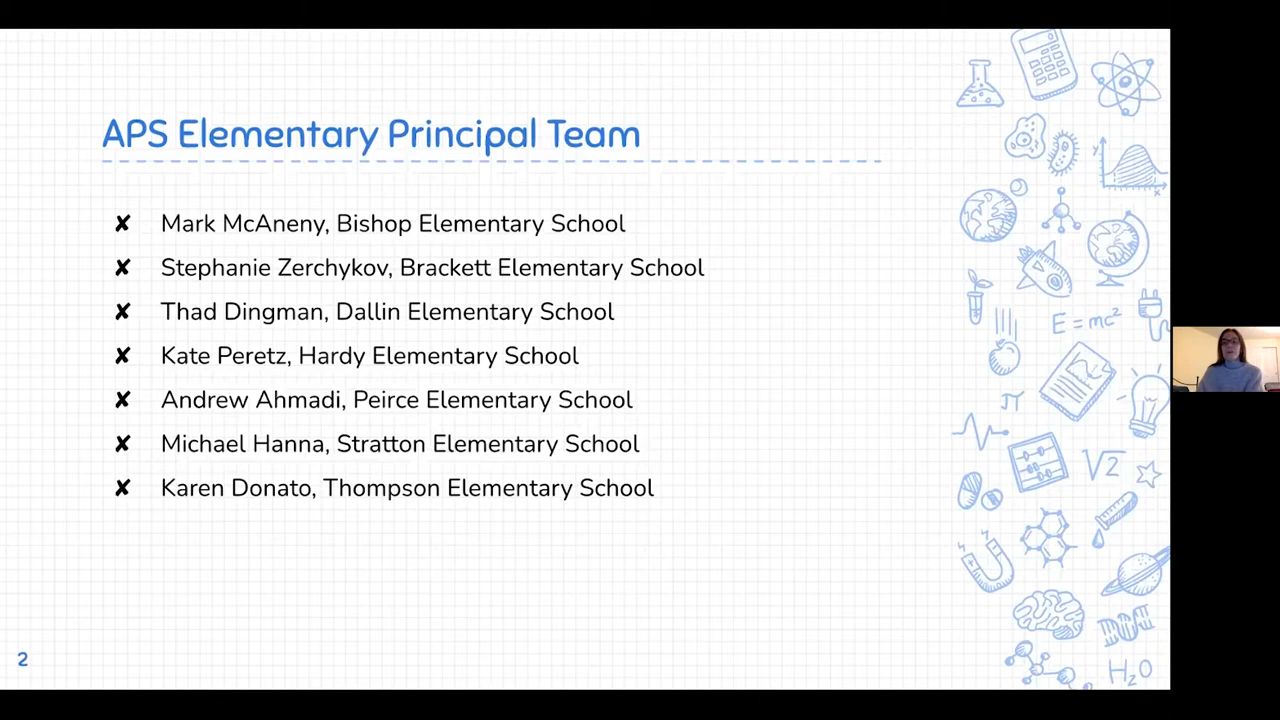 APS Elementary Principal Team
✘ Mark McAneny, Bishop Elementary School
✘ Stephanie Zerchykov, Brackett Elementary School
✘ Thad Dingman, Dallin Elementary School
✘ Kate Peretz, Hardy Elementary School
✘ Andrew Ahmadi, Peirce Elementary School
✘ Michael Hanna, Stratton Elementary School
✘ Karen Donato, Thompson Elementary School
2
y
x
E = mc²
π
√2
H₂O